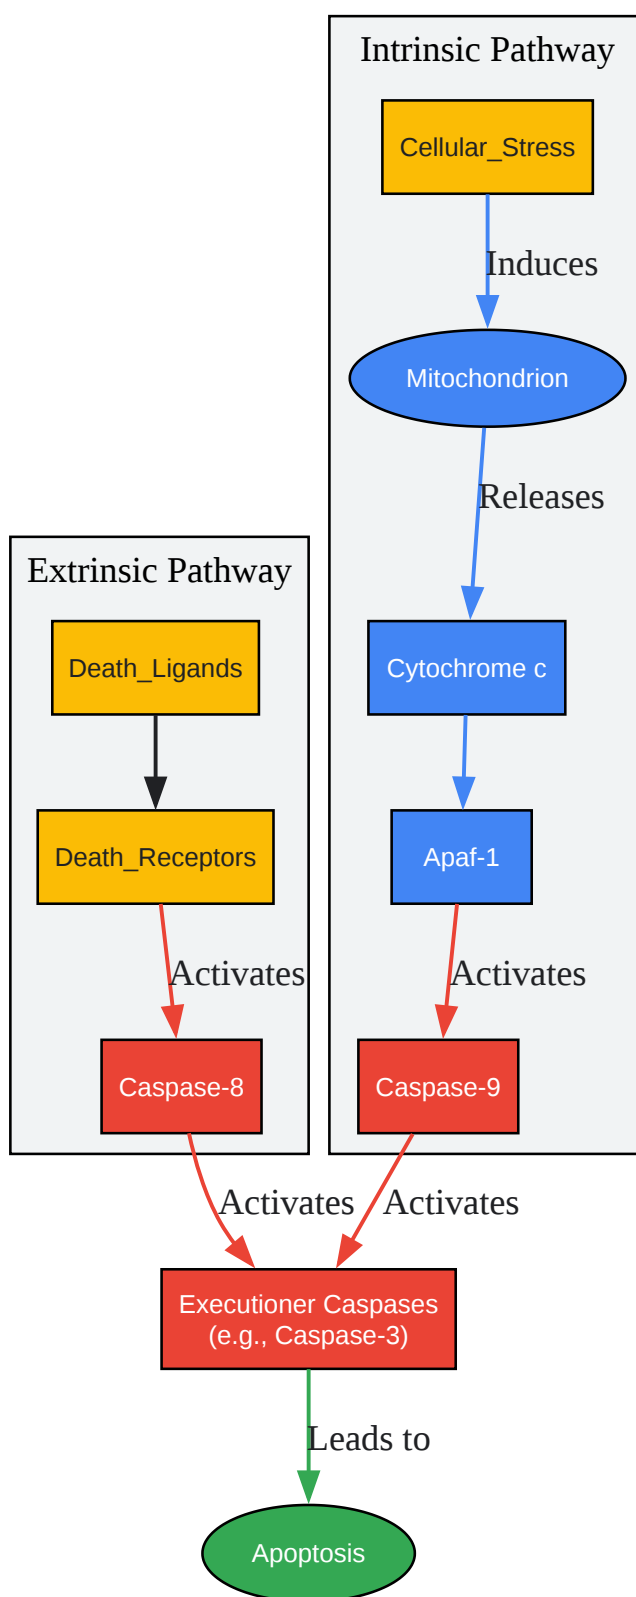 Intrinsic Pathway
Cellular_Stress
Induces
Mitochondrion
Releases
Cytochrome c
Apaf-1
Activates
Caspase-9
Activates
Extrinsic Pathway
Death_Ligands
Death_Receptors
Activates
Caspase-8
Activates
Executioner Caspases
(e.g., Caspase-3)
Leads to
Apoptosis